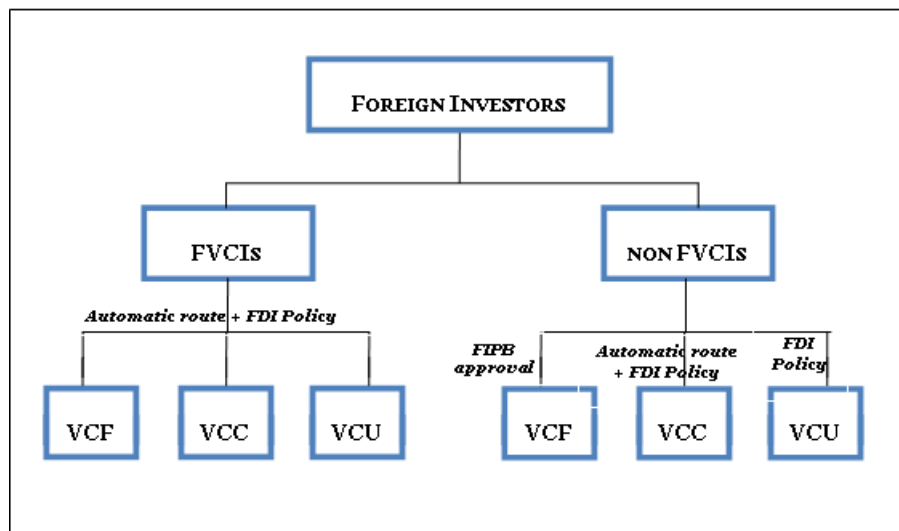 FOREIGN INVESTORS
FVCIs
NON FVCIs
Automatic route + FDI Policy
FIPB
approval
Automatic route
+ FDI Policy
FDI
Policy
VCF
VCC
VCU
VCF
VCC
VCU